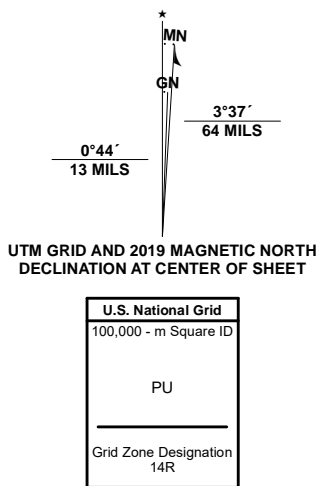 ★
MN
GN
3°37´
64 MILS
0°44´
13 MILS
UTM GRID AND 2019 MAGNETIC NORTH
DECLINATION AT CENTER OF SHEET
U.S. National Grid
100,000 - m Square ID
PU
Grid Zone Designation
14R